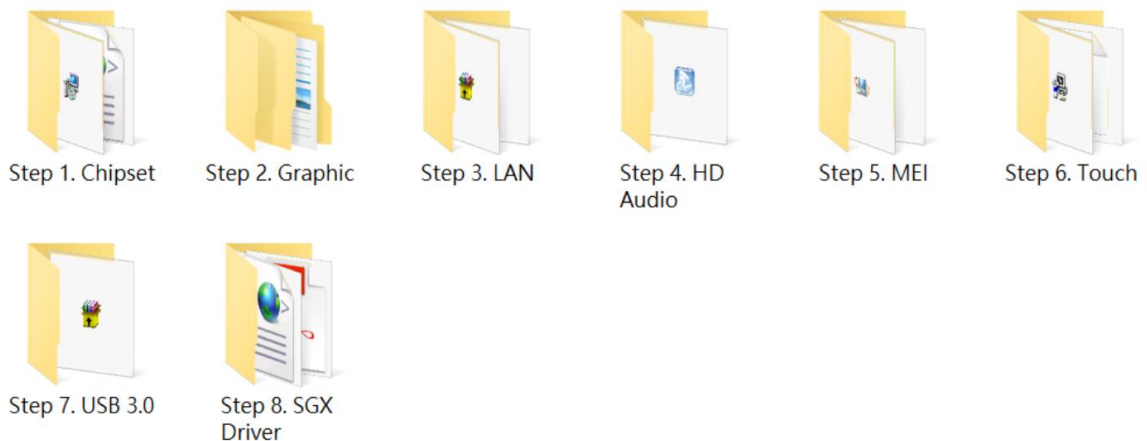 Step 1. Chipset
Step 2. Graphic
Step 3. LAN
Step 4. HD
Audio
Step 5. MEI
Step 6. Touch
Step 7. USB 3.0
Step 8. SGX
Driver